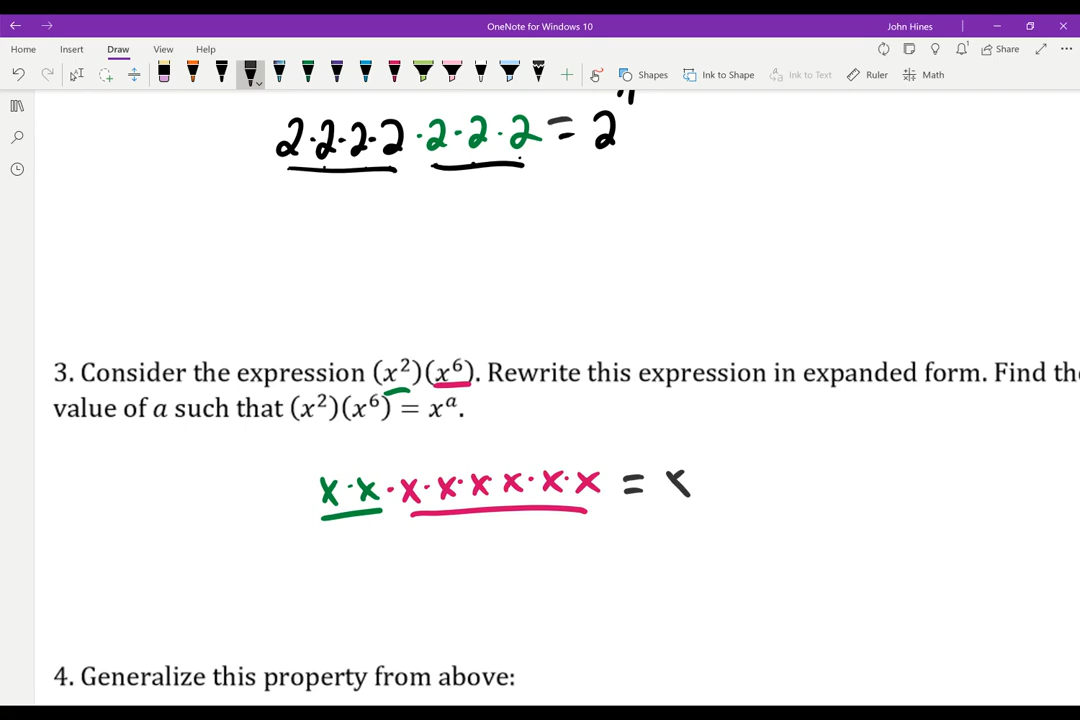 OneNote for Windows 10
John Hines
Home Insert Draw View Help
Share
Shapes Ink to Shape Ink to Text Ruler Math
2·2·2·2·2·2·2 = 2
3. Consider the expression (x²)(x⁶). Rewrite this expression in expanded form. Find the
value of a such that (x²)(x⁶) = xᵃ.
x·x·x·x·x x·x·x = x
4. Generalize this property from above: